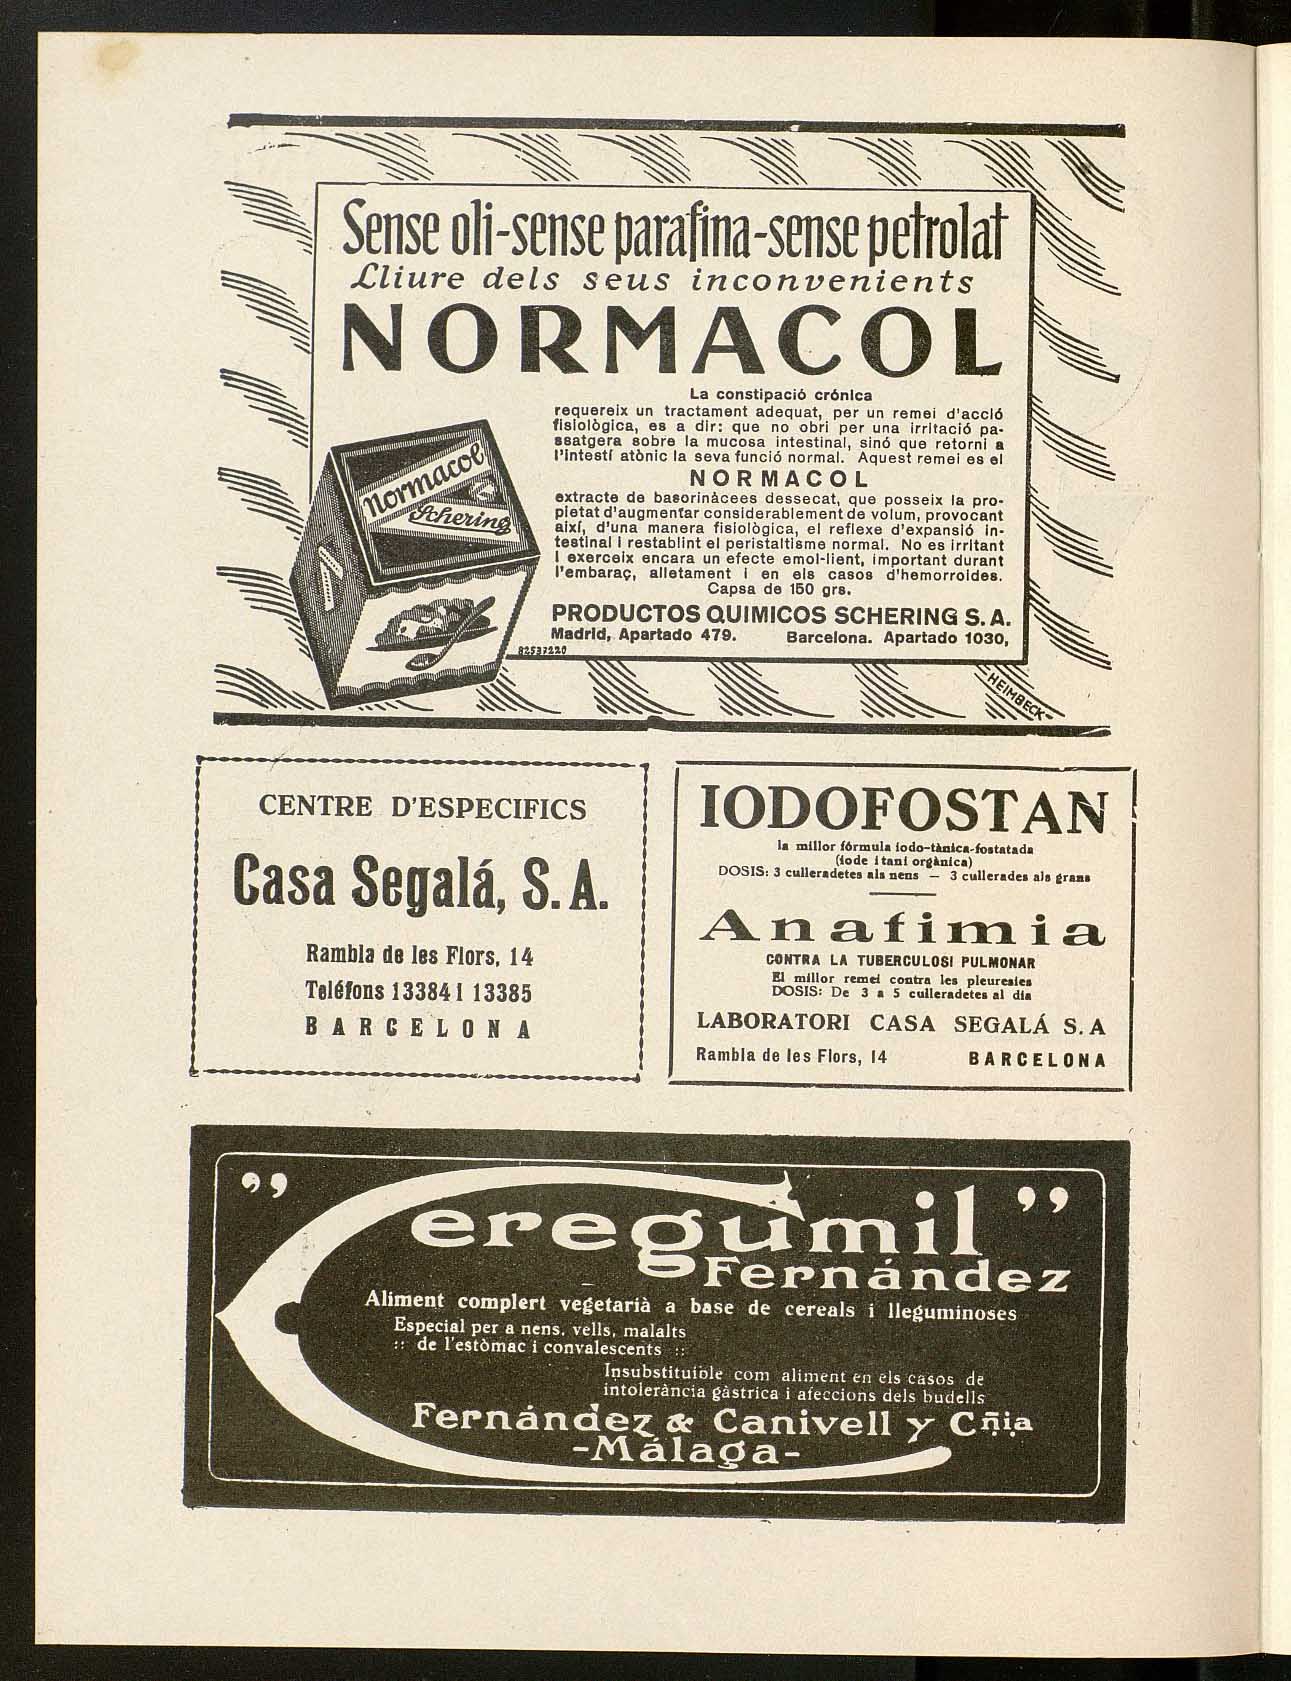 Sense oli-sense parafina-sense petrolat
Lliure dels seus inconvenients
NORMACOL
La constipació crónica
requereix un tractament adequat, per un remei d'acció
fisiològica, es a dir: que no obri per una irritació pa-
ssatgera sobre la mucosa intestinal, sinó que retorni a
l'intestí atònic la seva funció normal. Aquest remei es el
NORMACOL
extracte de basorinàcees dessecat, que posseix la pro-
pietat d'augmentar considerablement de volum, provocant
així, d'una manera fisiològica, el reflexe d'expansió in-
testinal i restablint el peristaltisme normal. No es irritant
i exerceix encara un efecte emol-lient, important durant
l'embaraç, alletament i en els casos d'hemorroides.
Capsa de 150 grs.
PRODUCTOS QUIMICOS SCHERING S. A.
Madrid, Apartado 479. Barcelona. Apartado 1030,
Normacol
Schering
82537220
HEIMBECK
CENTRE D'ESPECIFICS
Casa Segalá, S. A.
Rambla de les Flors, 14
Teléfons 13384 i 13385
BARCELONA
IODOFOSTAN
la millor fórmula iodo-tànica-fostatada
(iode i taní orgànica)
DOSIS: 3 culleradetes als nens — 3 cullerades als grans
Anafimia
CONTRA LA TUBERCULOSI PULMONAR
El millor remei contra les pleuresies
DOSIS: De 3 a 5 culleradetes al dia
LABORATORI CASA SEGALÁ S. A
Rambla de les Flors, 14 BARCELONA
"Ceregumil"
Fernández
Aliment complert vegetarià a base de cereals i lleguminoses
Especial per a nens, vells, malalts
:: de l'estòmac i convalescents ::
Insubstituíble com aliment en els casos de
intolerància gàstrica i afeccions dels budells
Fernández & Canivell y Cñia
-Málaga-